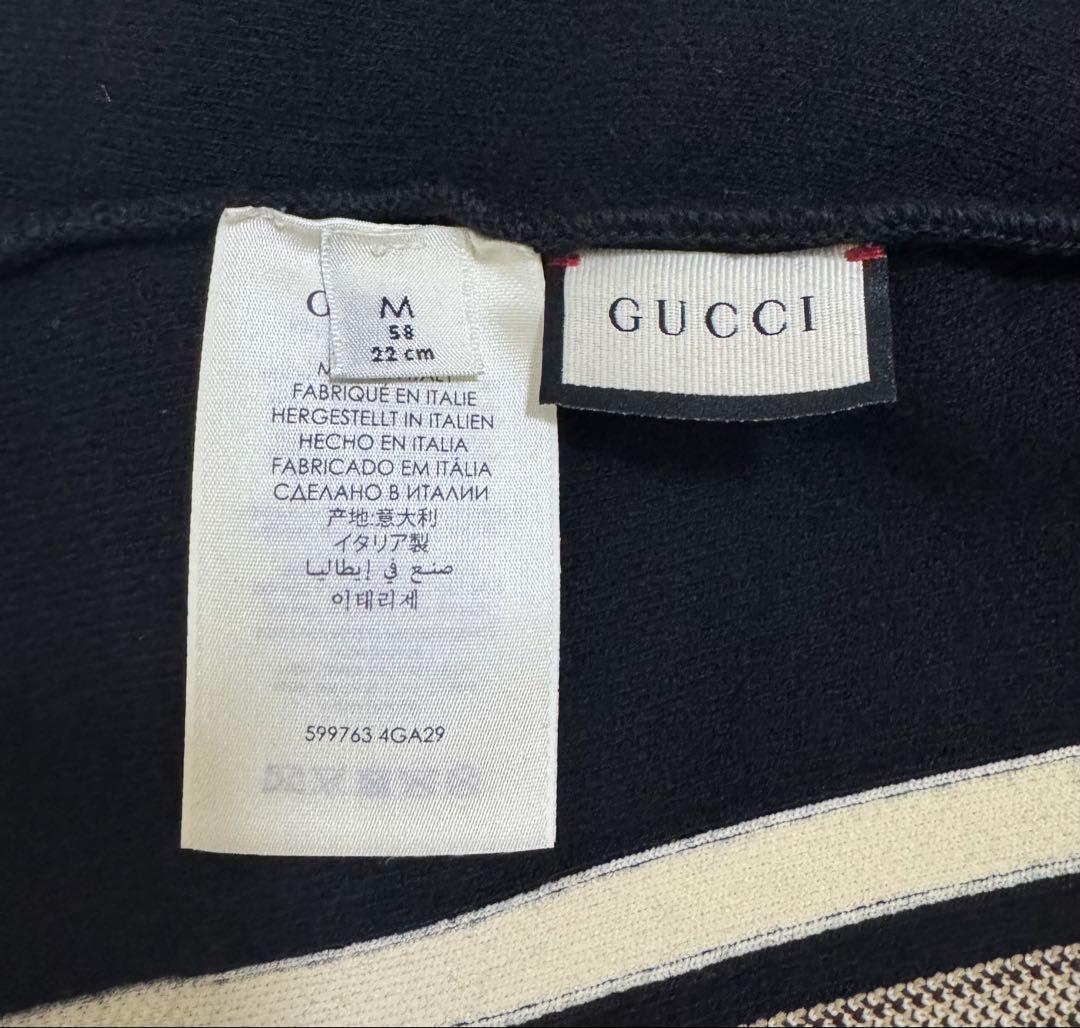 M
58
22 cm
GUCCI
G
FABRIQUÉ EN ITALIE
HERGESTELLT IN ITALIEN
HECHO EN ITALIA
FABRICADO EM ITÁLIA
СДЕЛАНО В ИТАЛИИ
产地:意大利
イタリア製
صنع في إيطاليا
이태리제
599763 4GA29